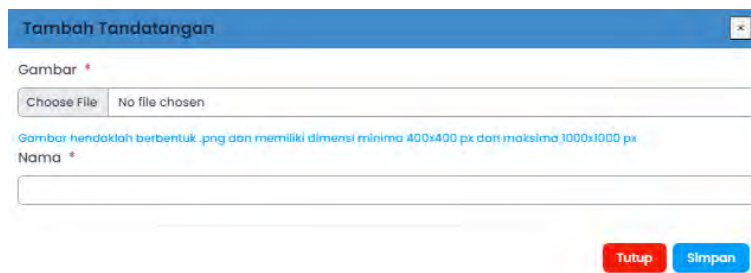 Tambah Tandatangan
×
Gambar *
Choose File No file chosen
Gambar hendaklah berbentuk .png dan memiliki dimensi minima 400x400 px dan maksima 1000x1000 px
Nama *
Tutup Simpan